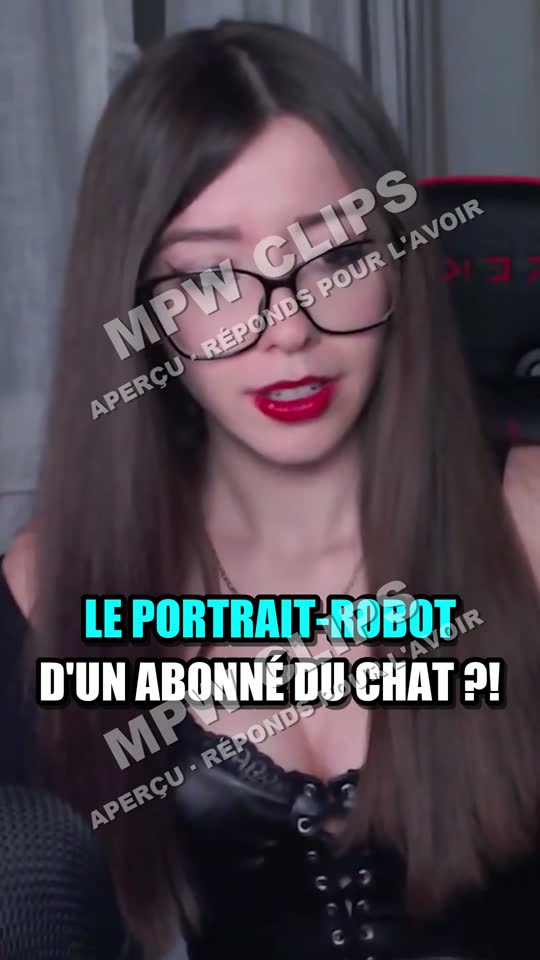 MPW CLIPS
APERÇU · RÉPONDS POUR L'AVOIR
LE PORTRAIT-ROBOT
D'UN ABONNÉ DU CHAT ?!
MPW CLIPS
APERÇU · RÉPONDS POUR L'AVOIR